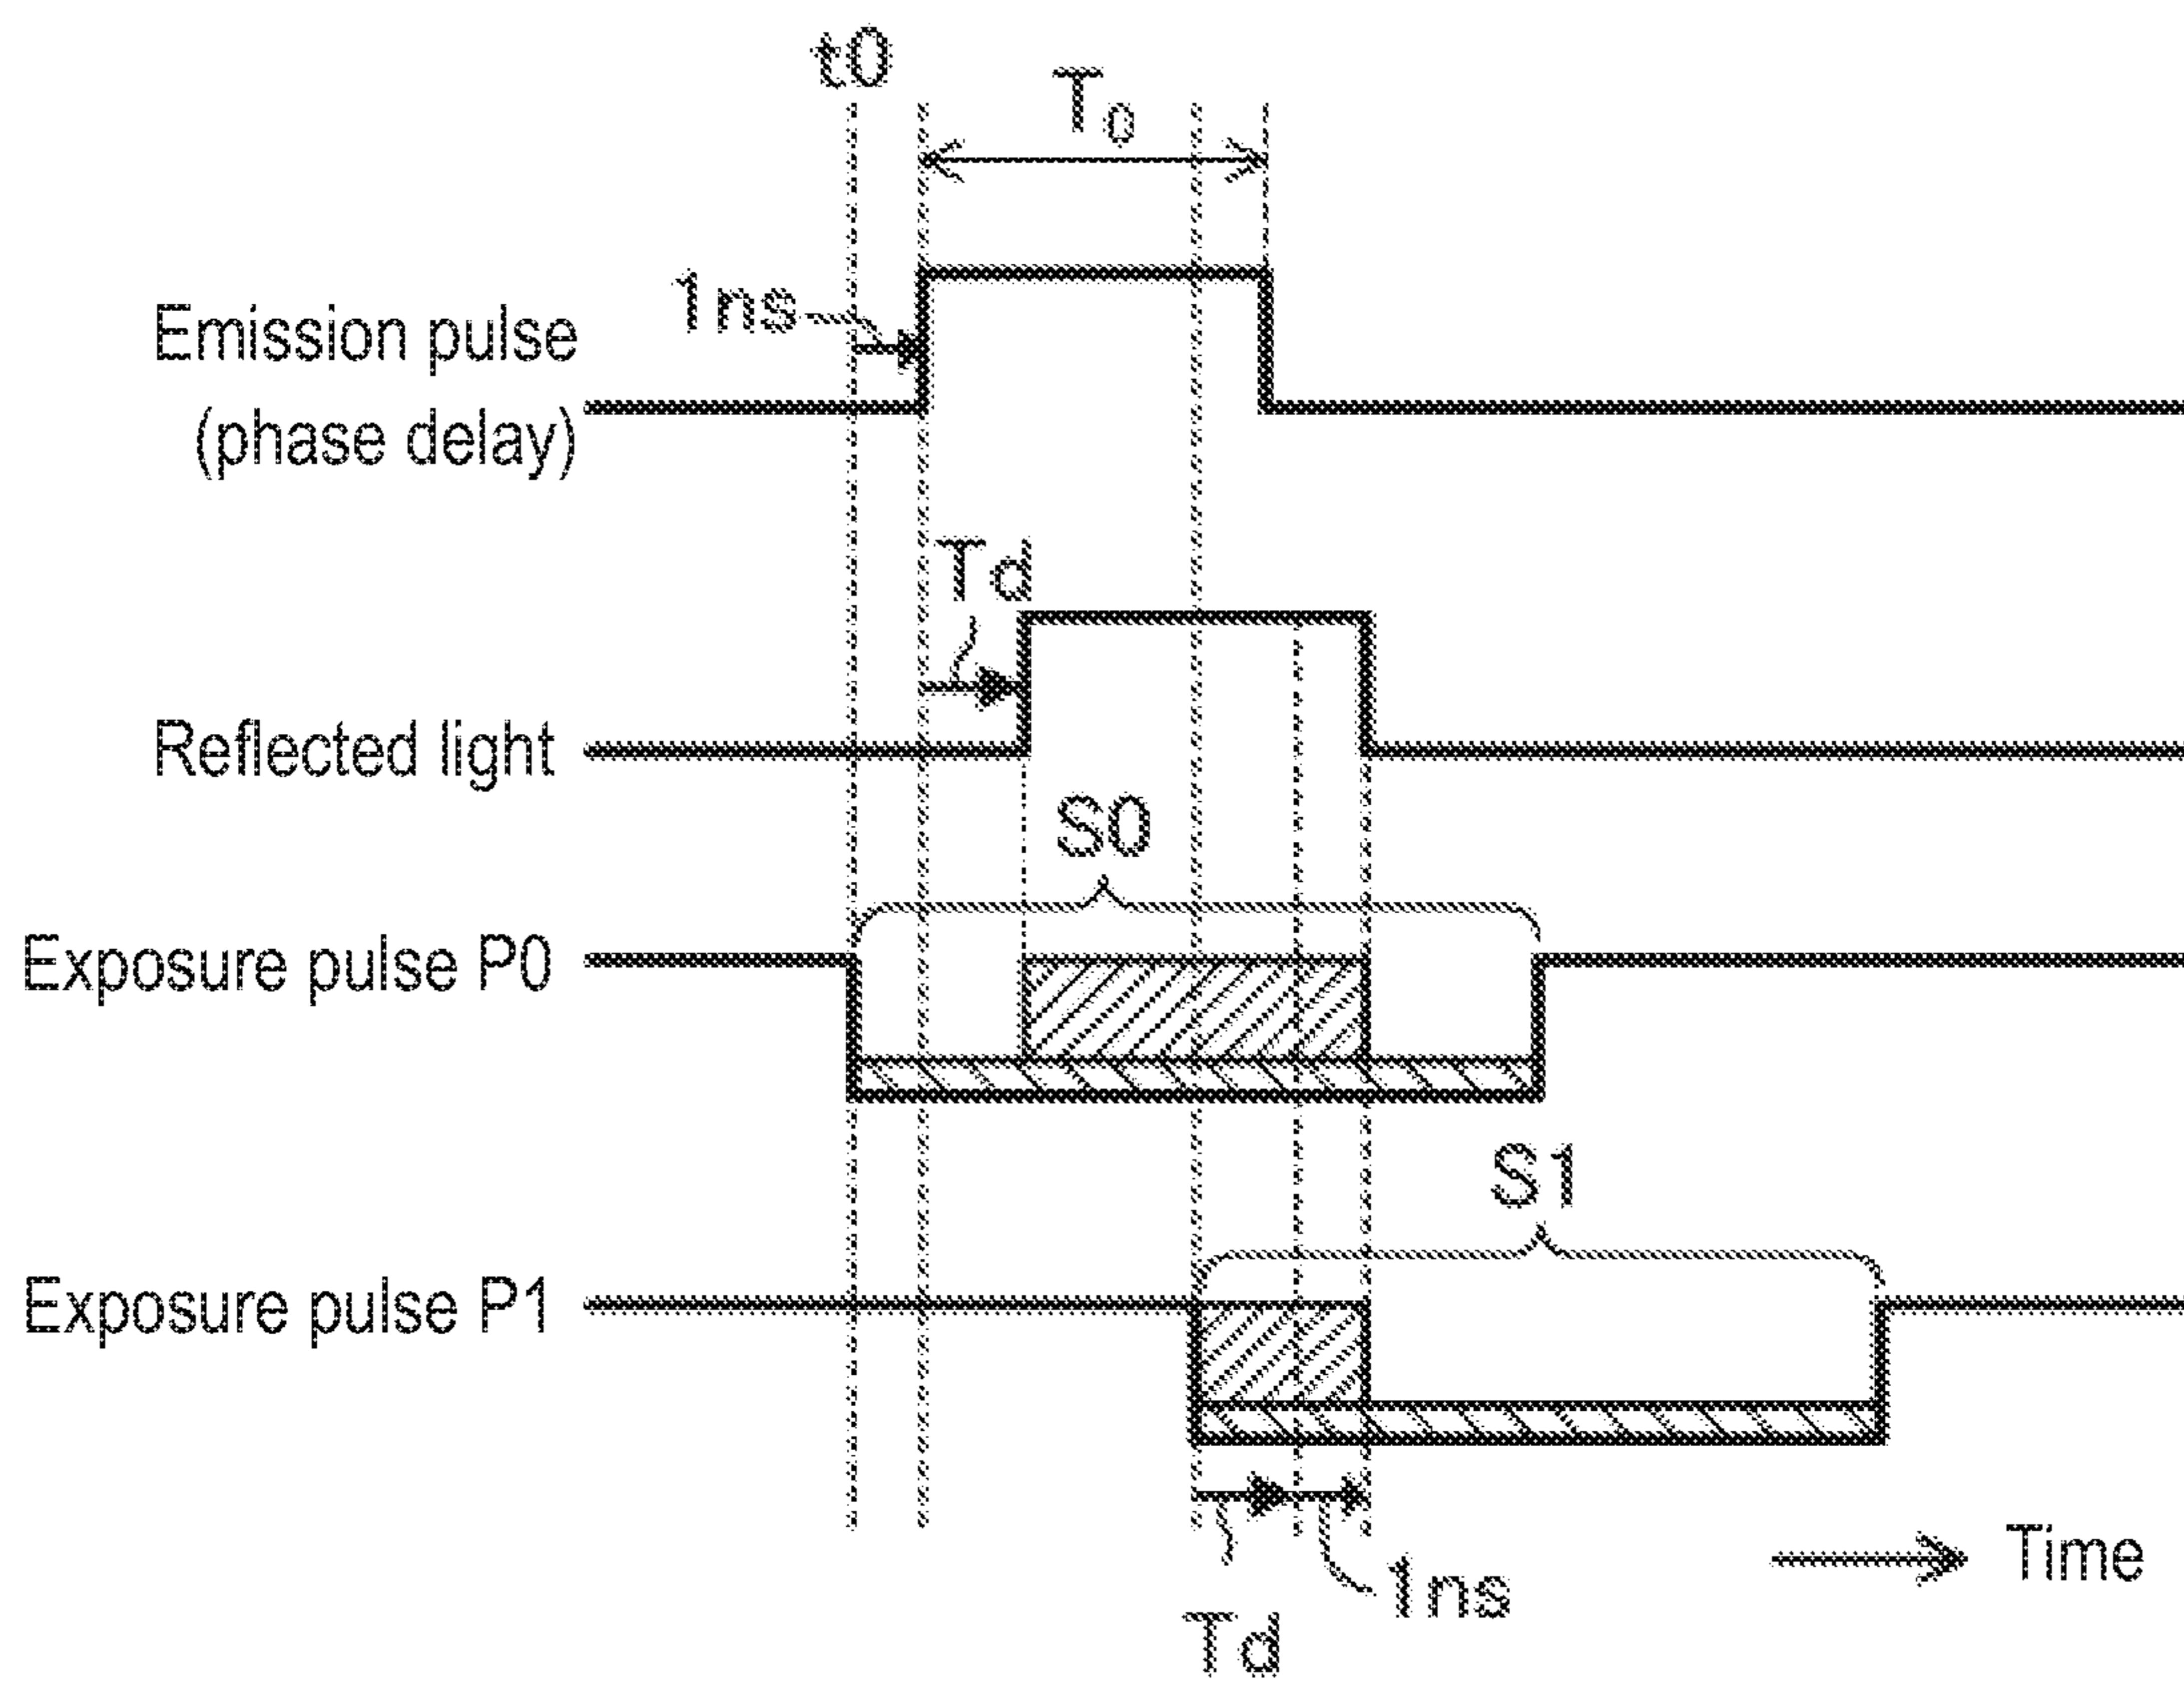 t0
T0
1ns
Emission pulse
(phase delay)
Td
Reflected light
S0
Exposure pulse P0
S1
Exposure pulse P1
Td
1ns
Time